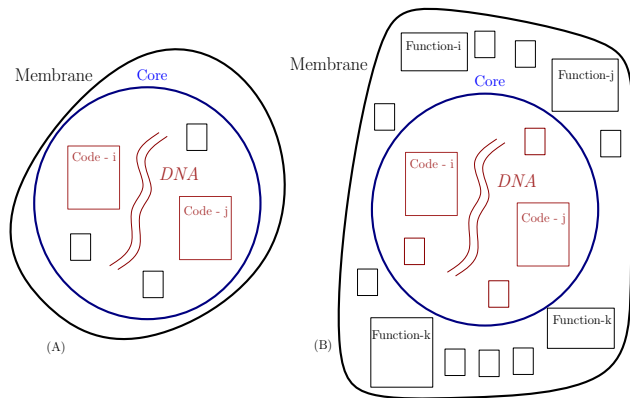 Membrane
Core
Code - i
DNA
Code - j
(A)
Membrane
Function-i
Core
Function-j
Code - i
DNA
Code - j
Function-k
Function-k
(B)